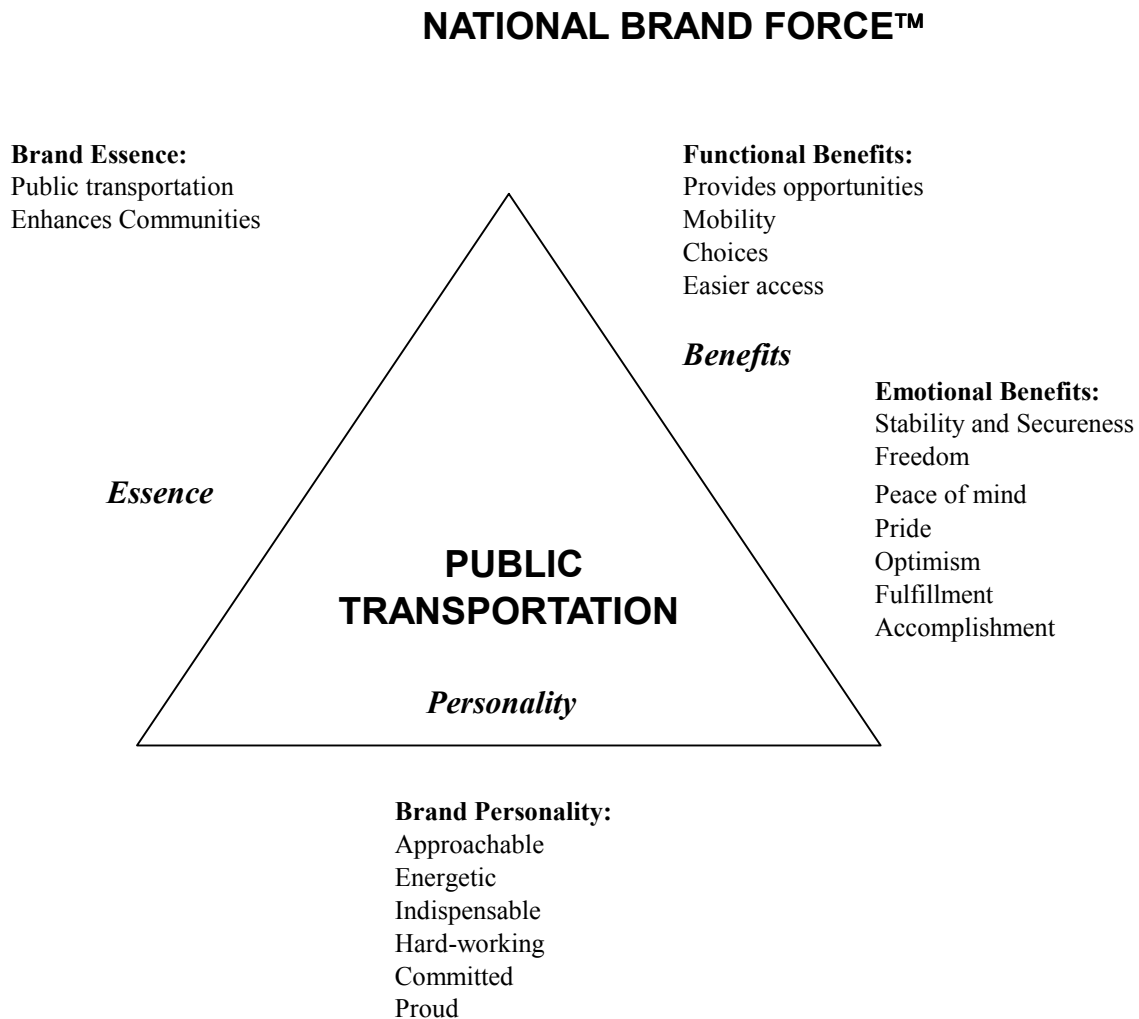 NATIONAL BRAND FORCE™
Brand Essence:
Public transportation
Enhances Communities
Functional Benefits:
Provides opportunities
Mobility
Choices
Easier access
Benefits
Emotional Benefits:
Stability and Secureness
Freedom
Peace of mind
Pride
Optimism
Fulfillment
Accomplishment
Essence
PUBLIC
TRANSPORTATION
Personality
Brand Personality:
Approachable
Energetic
Indispensable
Hard-working
Committed
Proud